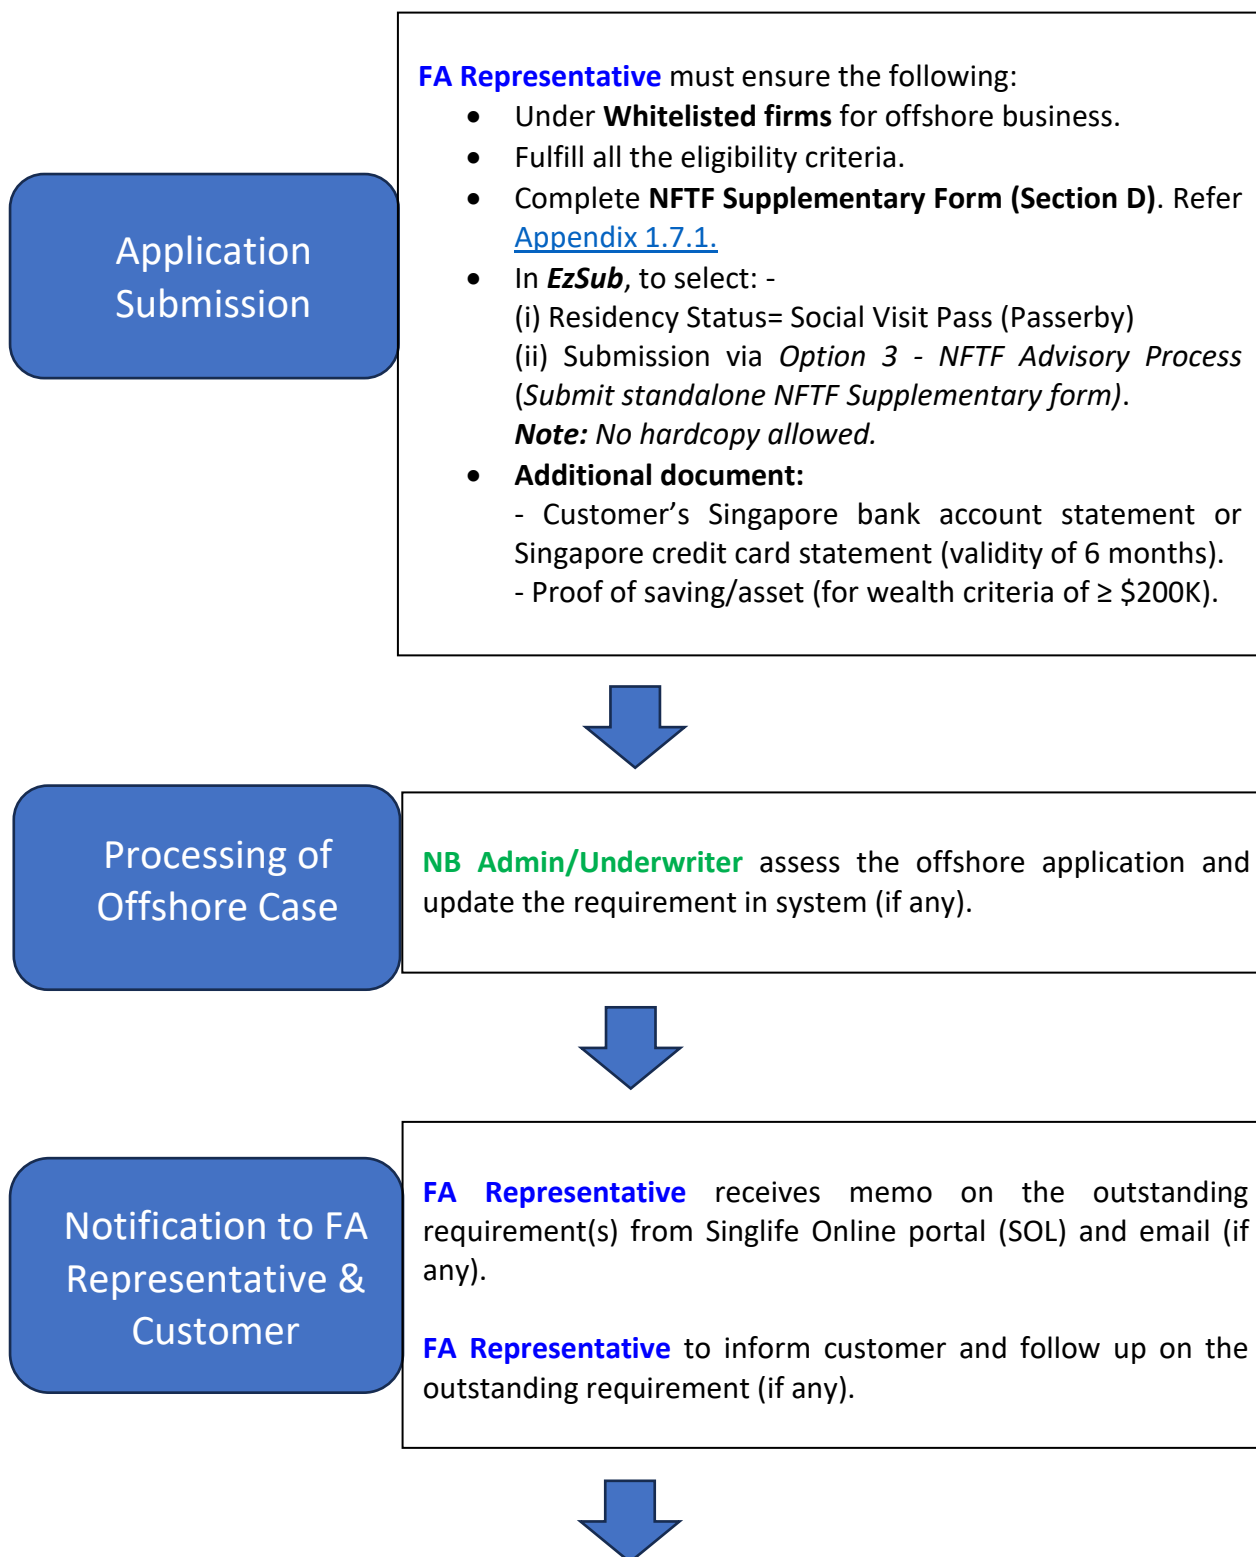 FA Representative must ensure the following:
• Under Whitelisted firms for offshore business.
• Fulfill all the eligibility criteria.
• Complete NFTF Supplementary Form (Section D). Refer
Appendix 1.7.1.
• In EzSub, to select: -
(i) Residency Status= Social Visit Pass (Passerby)
(ii) Submission via Option 3 - NFTF Advisory Process
(Submit standalone NFTF Supplementary form).
Note: No hardcopy allowed.
• Additional document:
- Customer’s Singapore bank account statement or
Singapore credit card statement (validity of 6 months).
- Proof of saving/asset (for wealth criteria of ≥ $200K).
Application
Submission
Processing of
Offshore Case
NB Admin/Underwriter assess the offshore application and
update the requirement in system (if any).
Notification to FA
Representative &
Customer
FA Representative receives memo on the outstanding
requirement(s) from Singlife Online portal (SOL) and email (if
any).
FA Representative to inform customer and follow up on the
outstanding requirement (if any).